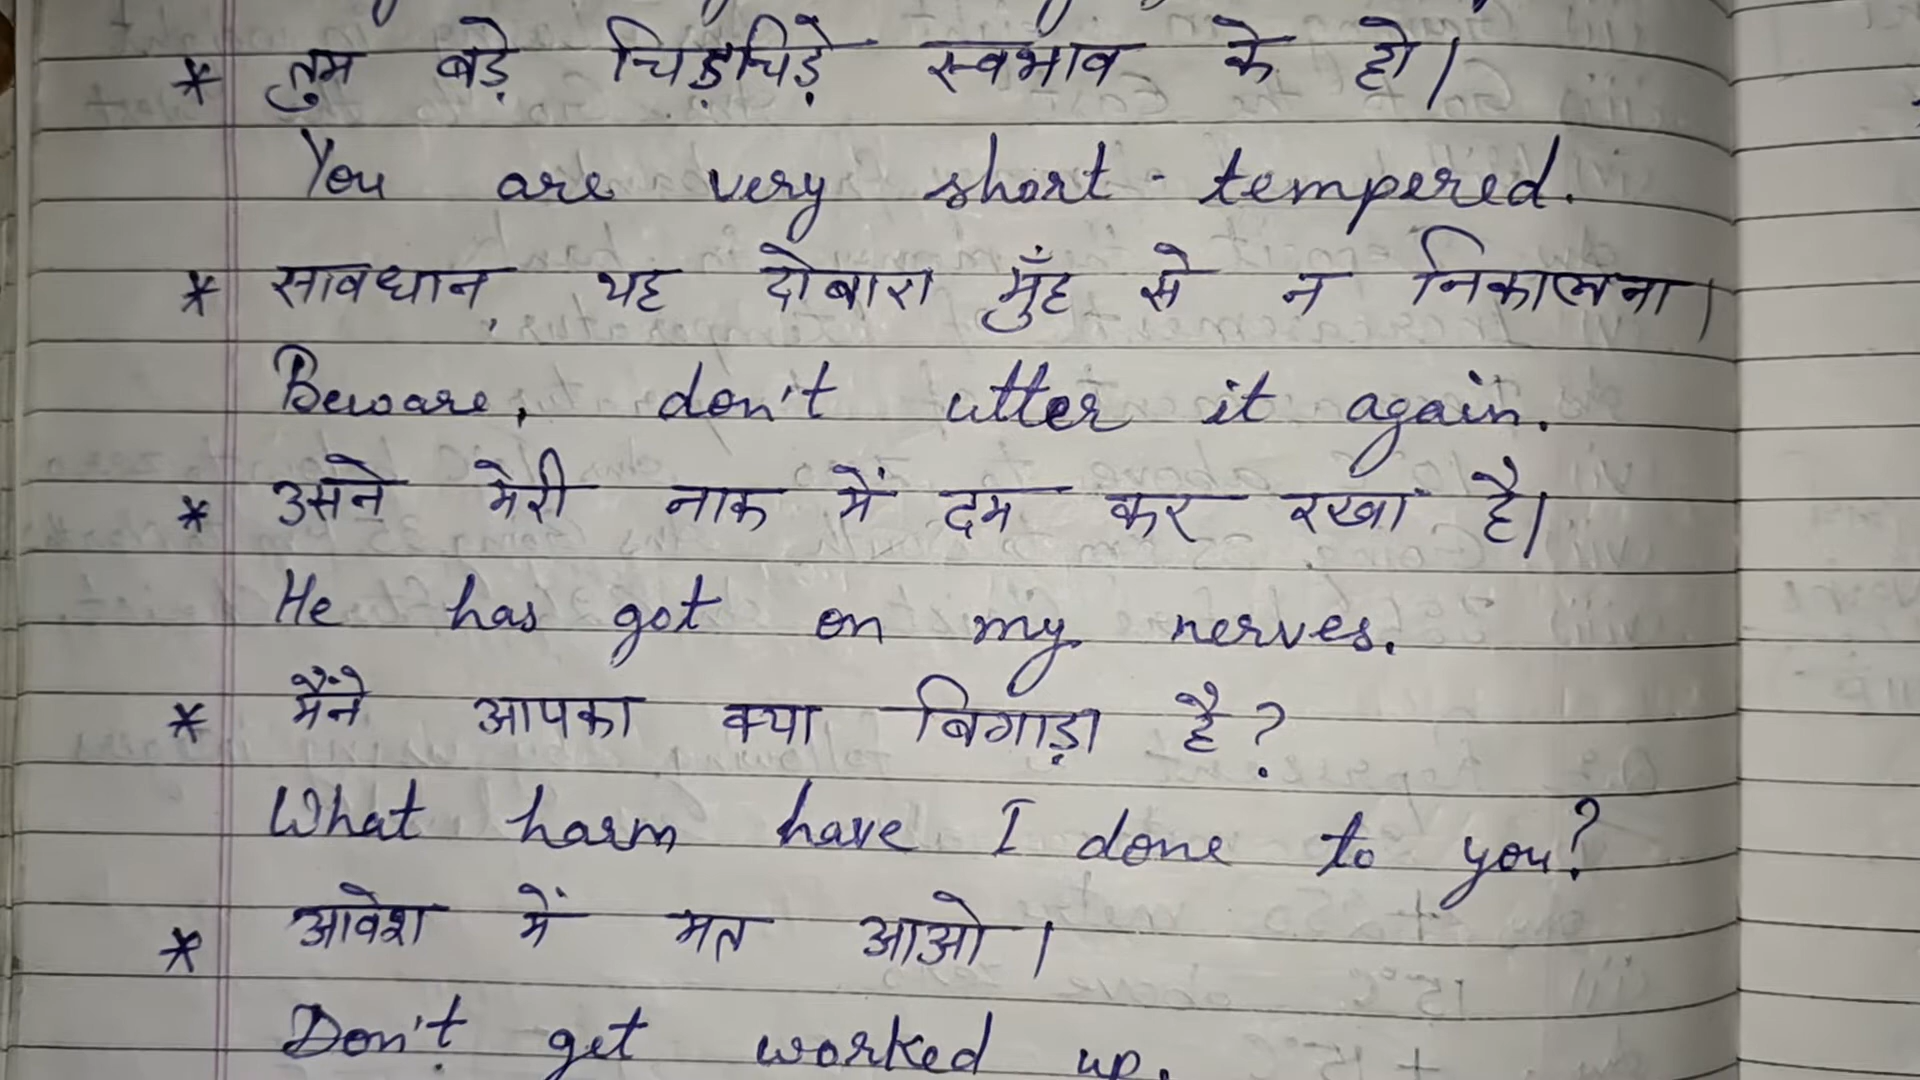 * तुम बड़े चिड़चिड़े स्वभाव के हो।
You are very short-tempered.
* सावधान, यह दोबारा मुँह से न निकालना।
Beware, don't utter it again.
* उसने मेरी नाक में दम कर रखा है।
He has got on my nerves.
* मैंने आपका क्या बिगाड़ा है?
What harm have I done to you?
* आवेश में मत आओ।
Don't get worked up.